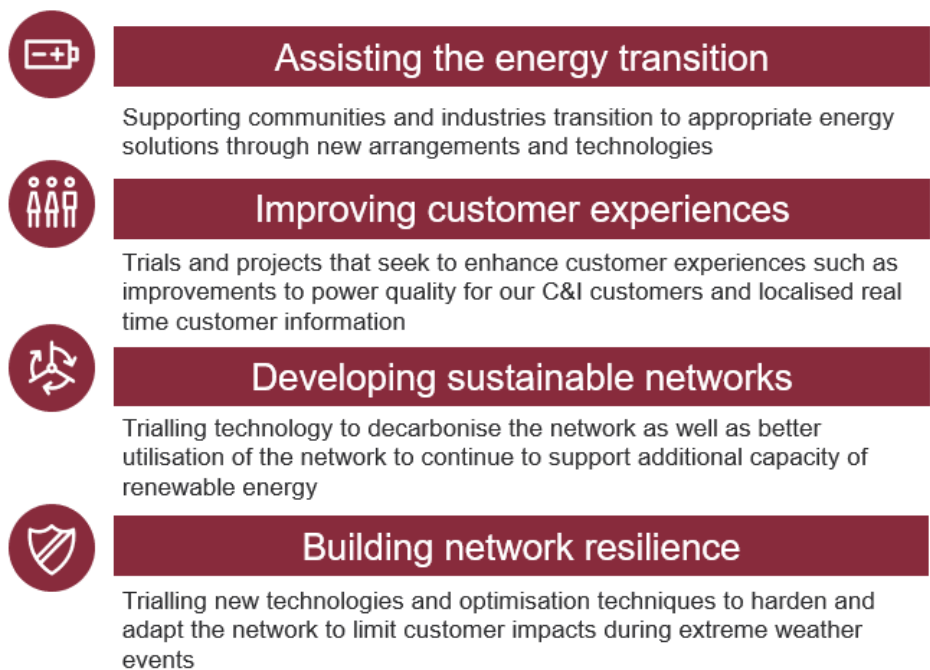 Assisting the energy transition
Supporting communities and industries transition to appropriate energy
solutions through new arrangements and technologies
Improving customer experiences
Trials and projects that seek to enhance customer experiences such as
improvements to power quality for our C&I customers and localised real
time customer information
Developing sustainable networks
Trialling technology to decarbonise the network as well as better
utilisation of the network to continue to support additional capacity of
renewable energy
Building network resilience
Trialling new technologies and optimisation techniques to harden and
adapt the network to limit customer impacts during extreme weather
events